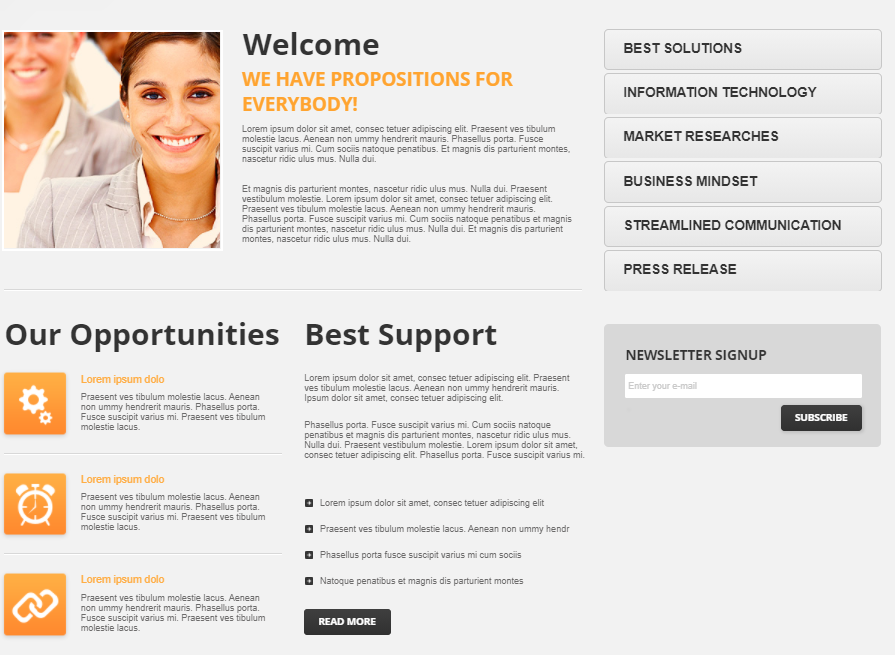 Welcome
WE HAVE PROPOSITIONS FOR
EVERYBODY!
Lorem ipsum dolor sit amet, consec tetuer adipiscing elit. Praesent ves tibulum
molestie lacus. Aenean non ummy hendrerit mauris. Phasellus porta. Fusce
suscipit varius mi. Cum sociis natoque penatibus. Et magnis dis parturient montes,
nascetur ridic ulus mus. Nulla dui.
Et magnis dis parturient montes, nascetur ridic ulus mus. Nulla dui. Praesent
vestibulum molestie. Lorem ipsum dolor sit amet, consec tetuer adipiscing elit.
Praesent ves tibulum molestie lacus. Aenean non ummy hendrerit mauris.
Phasellus porta. Fusce suscipit varius mi. Cum sociis natoque penatibus et magnis
dis parturient montes, nascetur ridic ulus mus. Nulla dui. Et magnis dis parturient
montes, nascetur ridic ulus mus. Nulla dui.
BEST SOLUTIONS
INFORMATION TECHNOLOGY
MARKET RESEARCHES
BUSINESS MINDSET
STREAMLINED COMMUNICATION
PRESS RELEASE
Our Opportunities
Lorem ipsum dolo
Praesent ves tibulum molestie lacus. Aenean
non ummy hendrerit mauris. Phasellus porta.
Fusce suscipit varius mi. Praesent ves tibulum
molestie lacus.
Lorem ipsum dolo
Praesent ves tibulum molestie lacus. Aenean
non ummy hendrerit mauris. Phasellus porta.
Fusce suscipit varius mi. Praesent ves tibulum
molestie lacus.
Lorem ipsum dolo
Praesent ves tibulum molestie lacus. Aenean
non ummy hendrerit mauris. Phasellus porta.
Fusce suscipit varius mi. Praesent ves tibulum
molestie lacus.
Best Support
Lorem ipsum dolor sit amet, consec tetuer adipiscing elit. Praesent
ves tibulum molestie lacus. Aenean non ummy hendrerit mauris.
Ipsum dolor sit amet, consec tetuer adipiscing elit.
Phasellus porta. Fusce suscipit varius mi. Cum sociis natoque
penatibus et magnis dis parturient montes, nascetur ridic ulus mus.
Nulla dui. Praesent vestibulum molestie. Lorem ipsum dolor sit amet,
consec tetuer adipiscing elit. Phasellus porta. Fusce suscipit varius mi.
Lorem ipsum dolor sit amet, consec tetuer adipiscing elit
Praesent ves tibulum molestie lacus. Aenean non ummy hendr
Phasellus porta fusce suscipit varius mi cum sociis
Natoque penatibus et magnis dis parturient montes
READ MORE
NEWSLETTER SIGNUP
Enter your e-mail
SUBSCRIBE